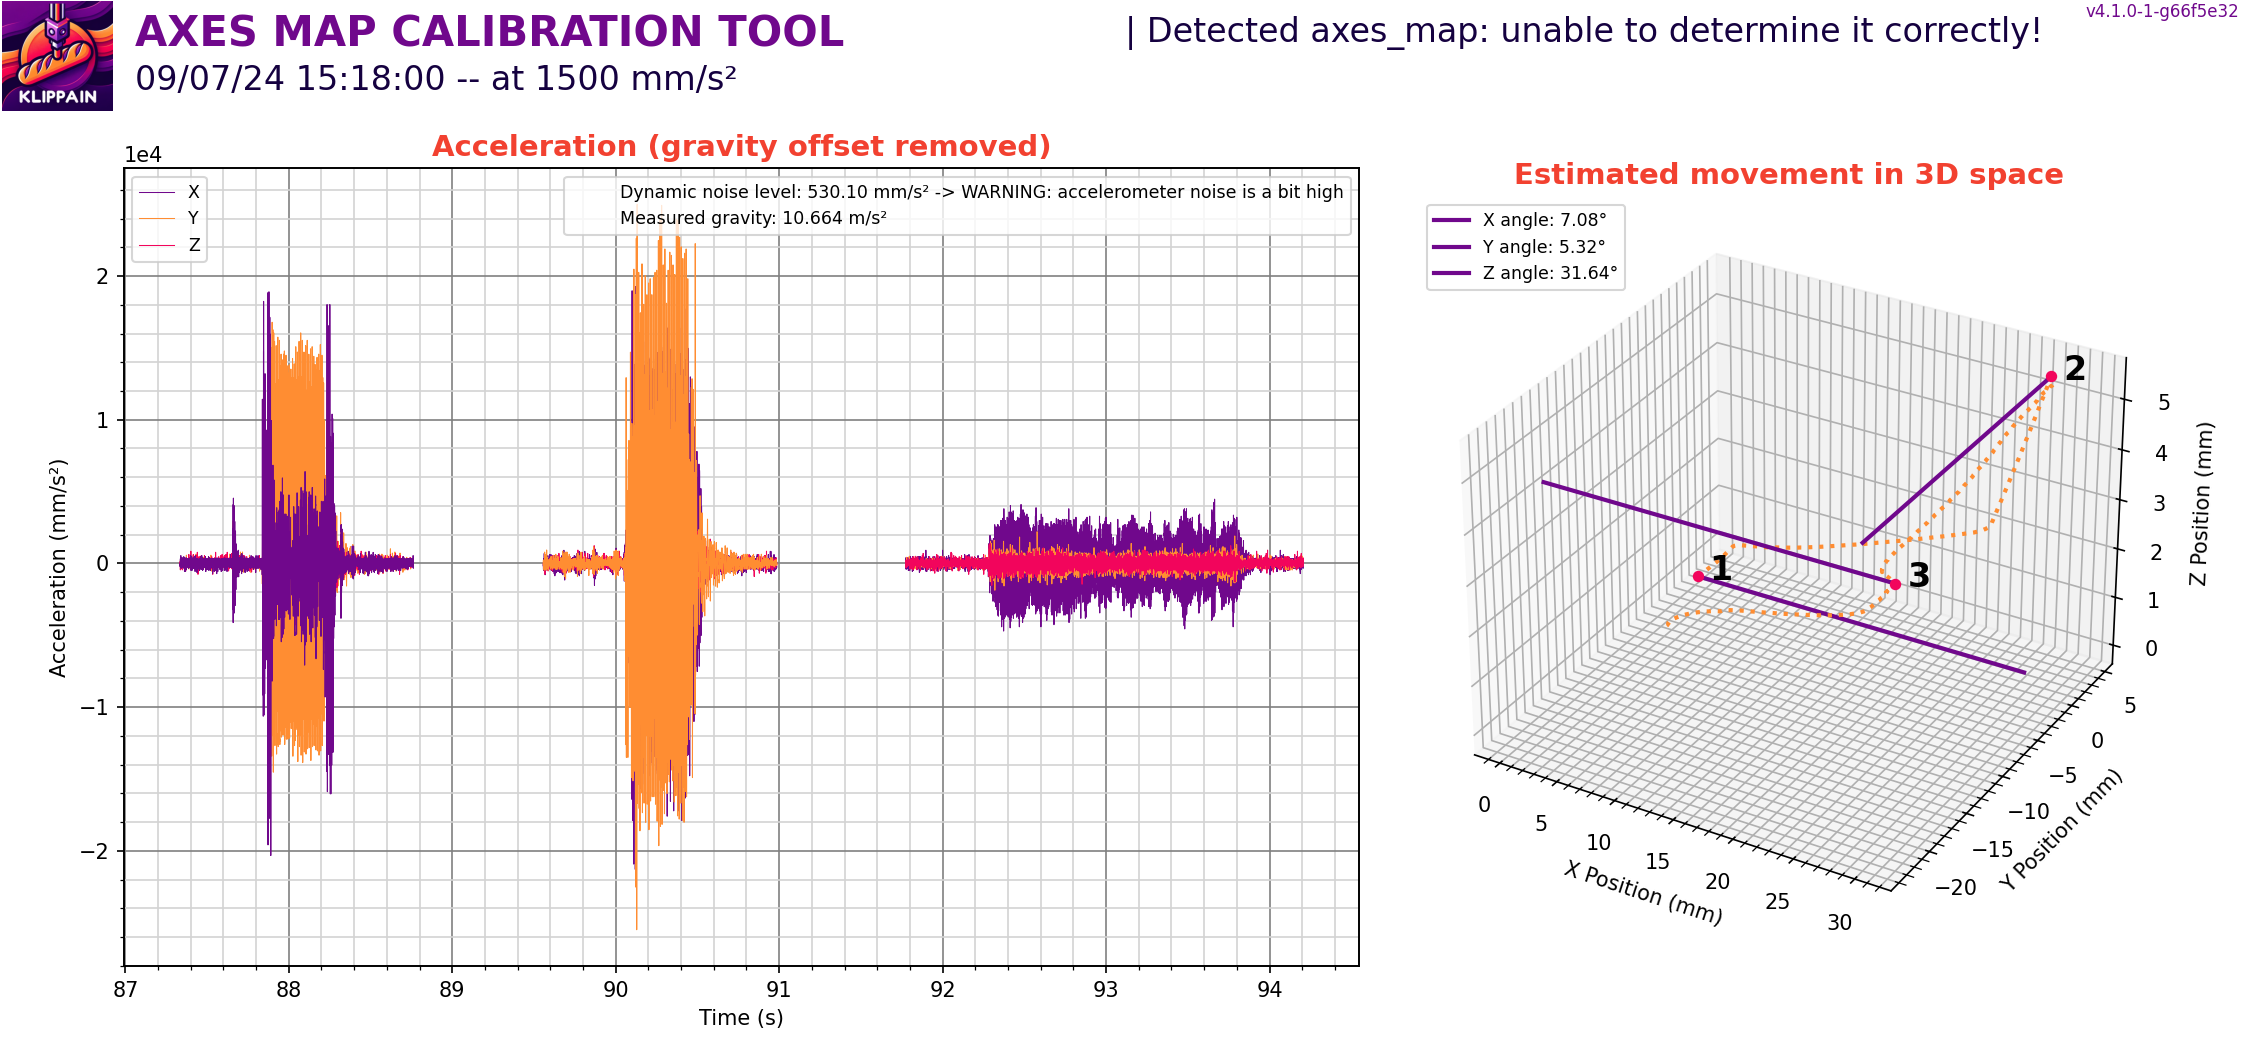 AXES MAP CALIBRATION TOOL
| Detected axes_map: unable to determine it correctly!
v4.1.0-1-g66f5e32
09/07/24 15:18:00 -- at 1500 mm/s²
KLIPPAIN
Acceleration (gravity offset removed)
1e4
X
Y
Z
Dynamic noise level: 530.10 mm/s² -> WARNING: accelerometer noise is a bit high
Measured gravity: 10.664 m/s²
2
1
0
−1
−2
Acceleration (mm/s²)
87 88 89 90 91 92 93 94
Time (s)
Estimated movement in 3D space
X angle: 7.08°
Y angle: 5.32°
Z angle: 31.64°
1
2
3
5
4
3
2
1
0
Z Position (mm)
5
0
−5
−10
−15
−20
Y Position (mm)
0
5
10
15
20
25
30
X Position (mm)